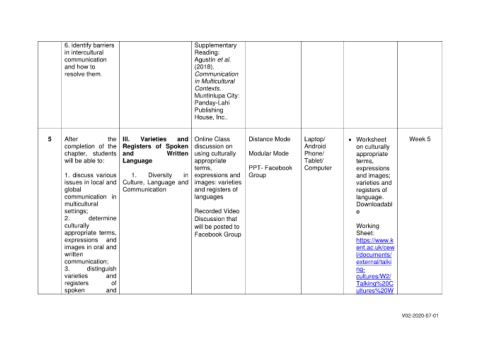 6. identify barriers
in intercultural
communication
and how to
resolve them.
Supplementary
Reading:
Agustin et al.
(2018).
Communication
in Multicultural
Contexts.
Muntinlupa City:
Panday-Lahi
Publishing
House, Inc..
5
After the
completion of the
chapter, students
will be able to:
1. discuss various
issues in local and
global
communication in
multicultural
settings;
2. determine
culturally
appropriate terms,
expressions and
images in oral and
written
communication;
3. distinguish
varieties and
registers of
spoken and
III. Varieties and
Registers of Spoken
and Written
Language
1. Diversity in
Culture, Language and
Communication
Online Class
discussion on
using culturally
appropriate
terms,
expressions and
images: varieties
and registers of
languages
Recorded Video
Discussion that
will be posted to
Facebook Group
Distance Mode
Modular Mode
PPT- Facebook
Group
Laptop/
Android
Phone/
Tablet/
Computer
• Worksheet
on culturally
appropriate
terms,
expressions
and images;
varieties and
registers of
language.
Downloadabl
e
Working
Sheet:
https://www.k
ent.ac.uk/cew
l/documents/
external/talki
ng-
cultures/W2/
Talking%20C
ultures%20W
Week 5
V02-2020-07-01